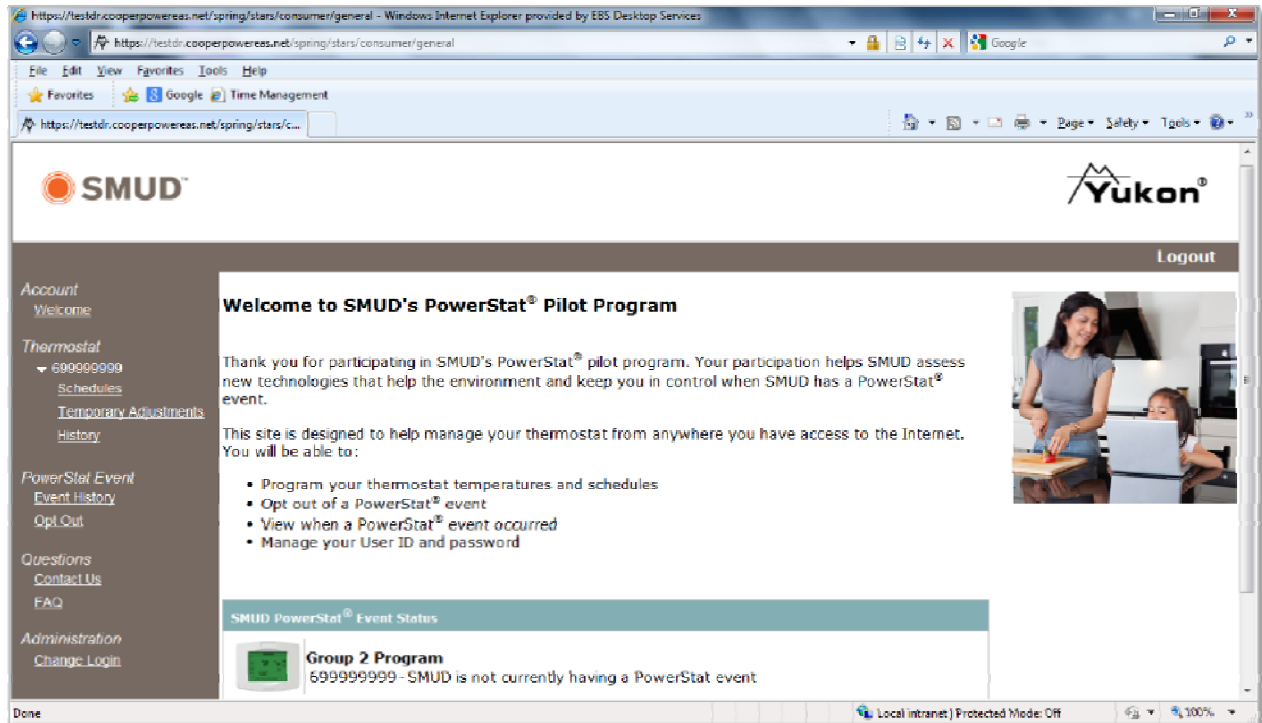 https://testdr.cooperpowereas.net/spring/stars/consumer/general - Windows Internet Explorer provided by EBS Desktop Services
https://testdr.cooperpowereas.net/spring/stars/consumer/general
Google
File Edit View Favorites Tools Help
Favorites Google Time Management
https://testdr.cooperpowereas.net/spring/stars/c...
Page Safety Tools
SMUD™
Yukon®
Logout
Account
Welcome
Thermostat
699999999
Schedules
Temporary Adjustments
History
PowerStat Event
Event History
Opt Out
Questions
Contact Us
FAQ
Administration
Change Login
Welcome to SMUD's PowerStat® Pilot Program
Thank you for participating in SMUD's PowerStat® pilot program. Your participation helps SMUD assess
new technologies that help the environment and keep you in control when SMUD has a PowerStat®
event.
This site is designed to help manage your thermostat from anywhere you have access to the Internet.
You will be able to:
• Program your thermostat temperatures and schedules
• Opt out of a PowerStat® event
• View when a PowerStat® event occurred
• Manage your User ID and password
SMUD PowerStat® Event Status
Group 2 Program
699999999 - SMUD is not currently having a PowerStat event
Done
Local intranet | Protected Mode: Off
100%